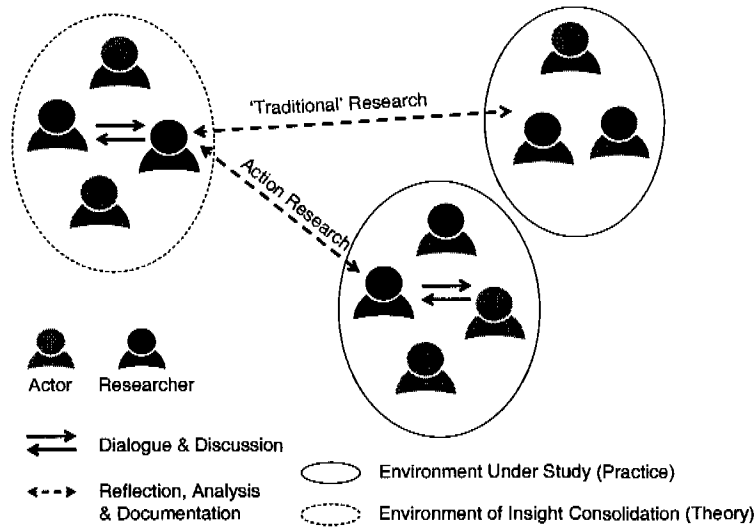 'Traditional' Research
Action Research
Actor
Researcher
Dialogue & Discussion
Reflection, Analysis
& Documentation
Environment Under Study (Practice)
Environment of Insight Consolidation (Theory)